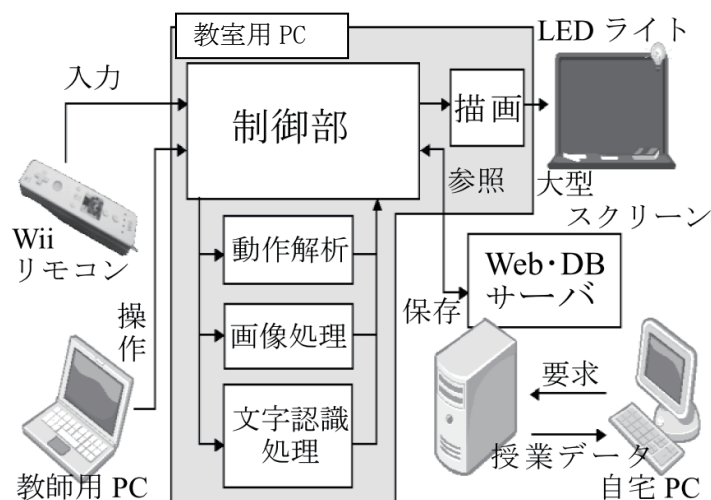 教室用 PC
LED ライト
入力
制御部
描画
参照
大型
スクリーン
Wii
リモコン
動作解析
Web・DB
サーバ
操
作
保存
画像処理
要求
文字認識
処理
授業データ
教師用 PC
自宅 PC